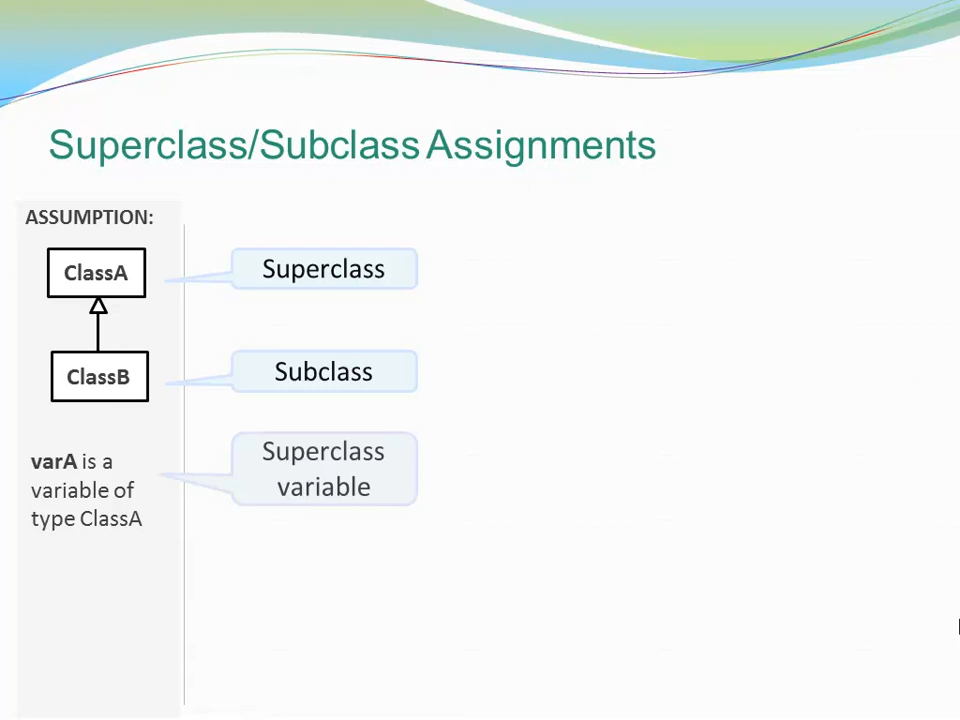 Superclass/Subclass Assignments
ASSUMPTION:
ClassA
Superclass
ClassB
Subclass
varA is a
variable of
type ClassA
Superclass
variable